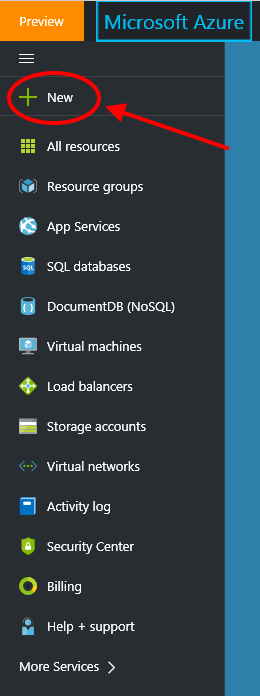 Preview Microsoft Azure
New
All resources
Resource groups
App Services
SQL databases
DocumentDB (NoSQL)
Virtual machines
Load balancers
Storage accounts
Virtual networks
Activity log
Security Center
Billing
Help + support
More Services